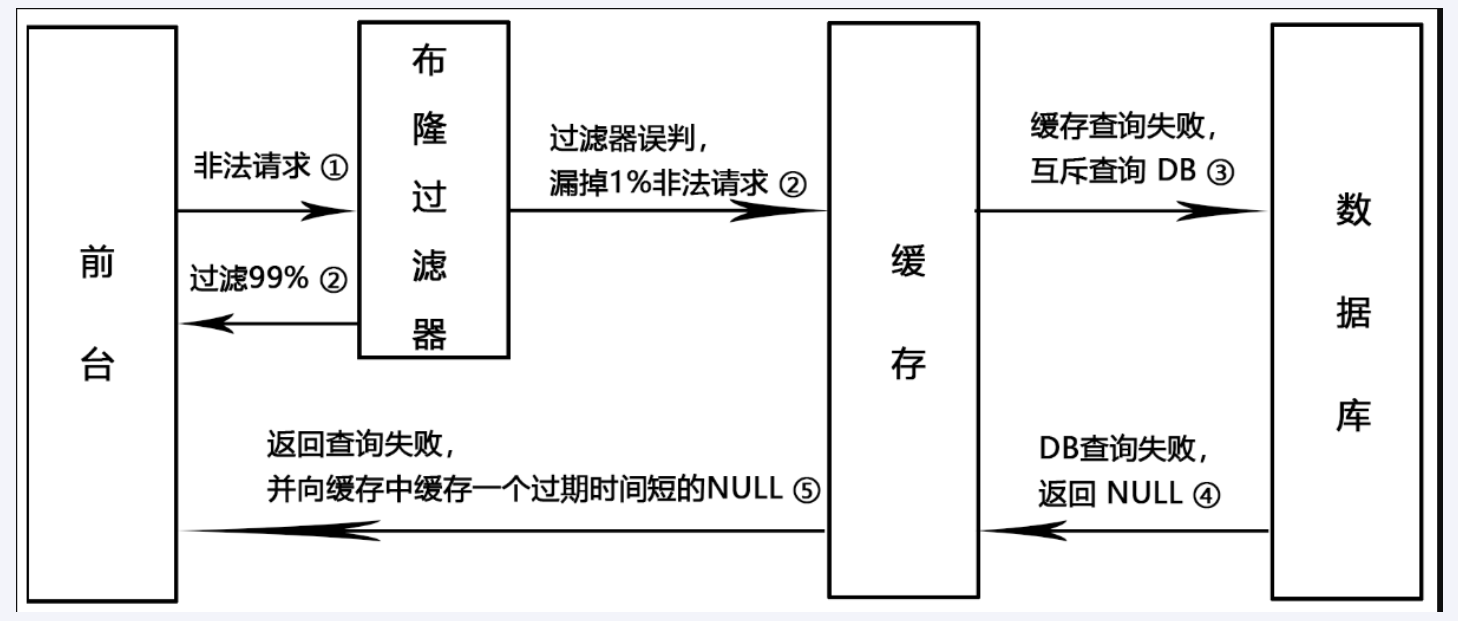 前台
非法请求 ①
过滤99% ②
布隆过滤器
过滤器误判，
漏掉1%非法请求 ②
缓存
缓存查询失败，
互斥查询 DB ③
数据库
DB查询失败，
返回 NULL ④
返回查询失败，
并向缓存中缓存一个过期时间短的NULL ⑤